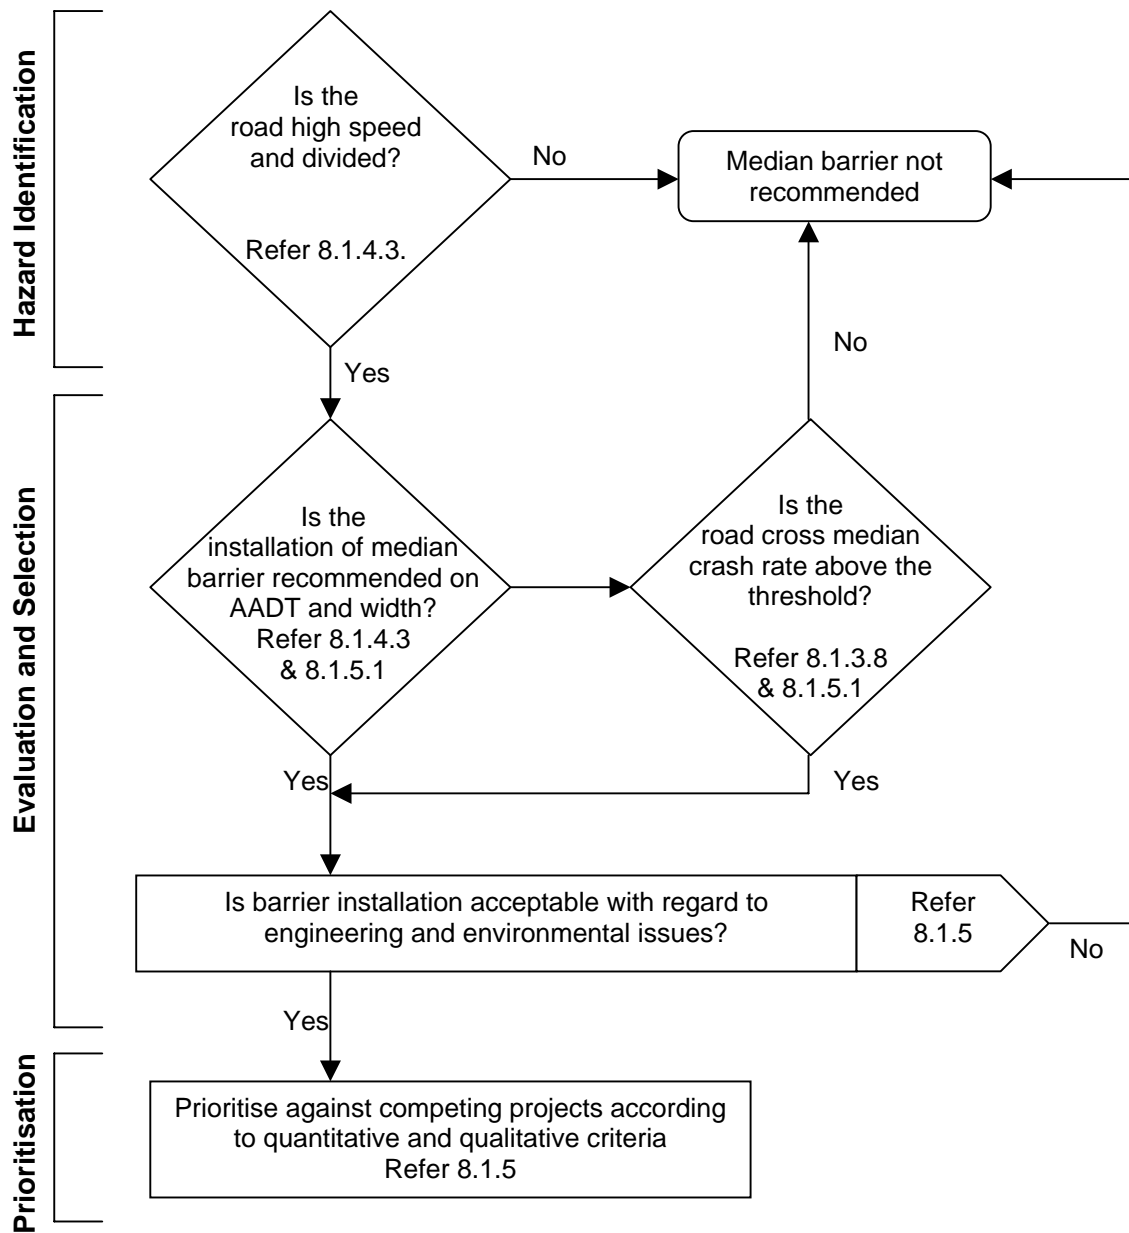 Hazard Identification
Is the
road high speed
and divided?
Refer 8.1.4.3.
No
Median barrier not
recommended
Yes
No
Evaluation and Selection
Is the
installation of median
barrier recommended on
AADT and width?
Refer 8.1.4.3
& 8.1.5.1
Is the
road cross median
crash rate above the
threshold?
Refer 8.1.3.8
& 8.1.5.1
Yes
Yes
Is barrier installation acceptable with regard to
engineering and environmental issues?
Refer
8.1.5
No
Yes
Prioritisation
Prioritise against competing projects according
to quantitative and qualitative criteria
Refer 8.1.5